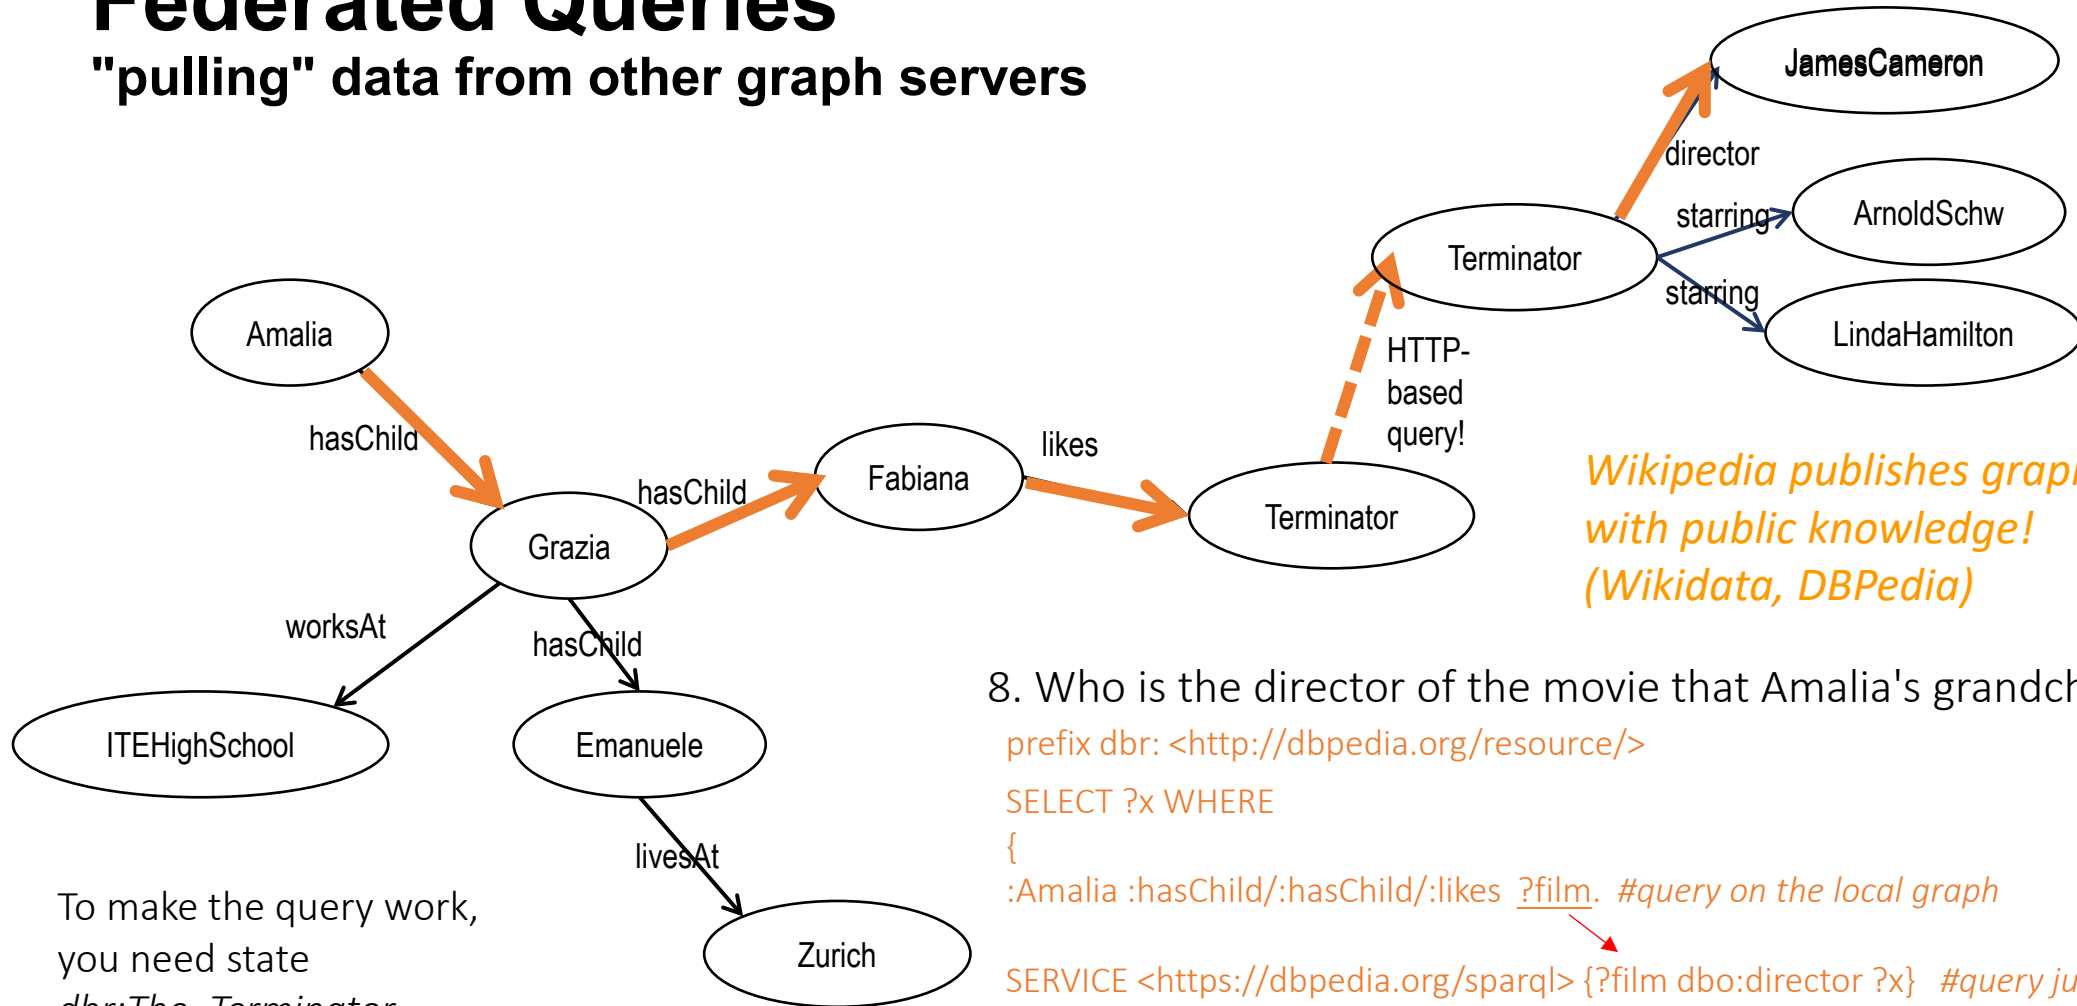 Federated Queries
"pulling" data from other graph servers
JamesCameron
director
starring
ArnoldSchw
Terminator
starring
LindaHamilton
Amalia
HTTP-
based
query!
hasChild
likes
Fabiana
hasChild
Terminator
Grazia
Wikipedia publishes
with public knowledge!
(Wikidata, DBPedia)
worksAt
hasChild
ITEHighSchool
Emanuele
livesAt
Zurich
8. Who is the director of the movie that Amalia's
prefix dbr: <http://dbpedia.org/resource/>
SELECT ?x WHERE
{
:Amalia :hasChild/:hasChild/:likes ?film. #query on the local graph
SERVICE <https://dbpedia.org/sparql> {?film dbo:director ?x} #query
To make the query work,
you need state
dbr:The_Terminator